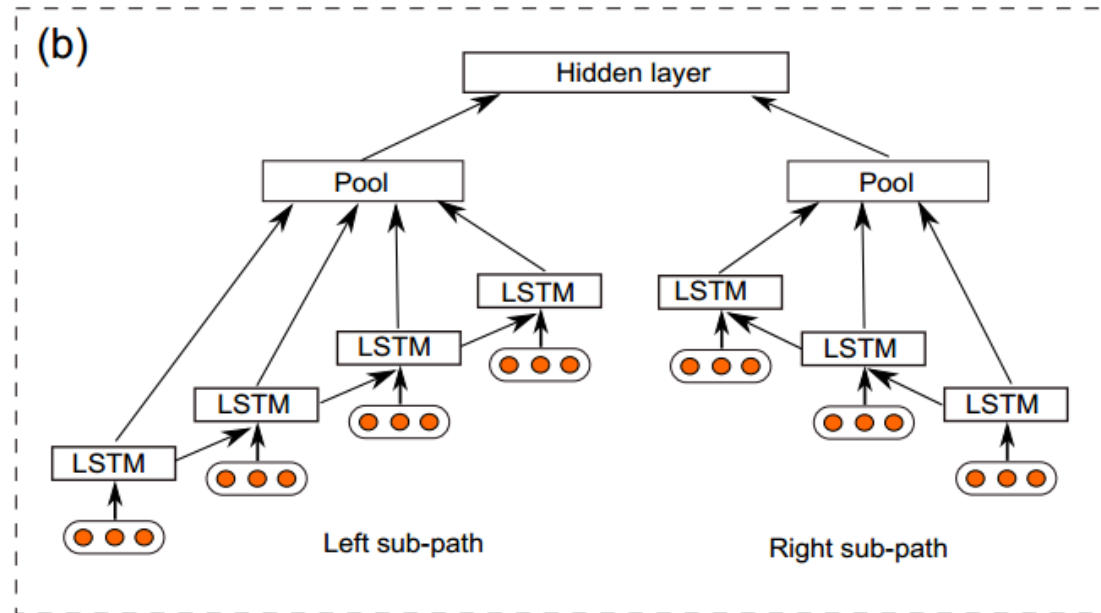 (b)
Hidden layer
Pool
Pool
LSTM
LSTM
LSTM
LSTM
LSTM
LSTM
LSTM
Left sub-path
Right sub-path